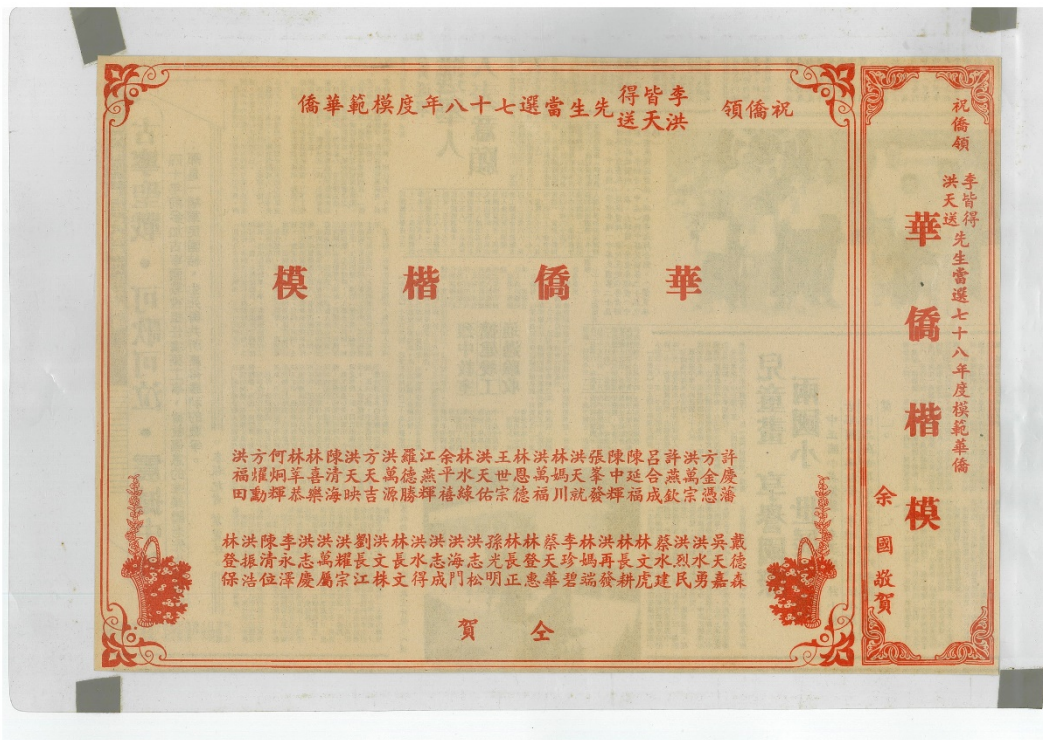 祝僑領
李皆得
洪天送
先生當選七十八年度模範華僑
華僑楷模
余國敬賀
祝僑領
李皆得
洪天送
先生當選七十八年度模範華僑
華僑楷模
許慶藩
方金憑
洪萬宗
許燕欽
呂合成
陳延福
陳中輝
張峯發
洪天就
林媽川
洪萬福
林恩德
王世宗
洪天佑
林水緣
余平禧
江燕輝
羅德勝
洪萬源
方天吉
洪天映
陳清海
林喜樂
林恭
何炯輝
方耀勳
洪福田
戴德森
吳天嘉
洪水勇
洪烈民
蔡水建
林文虎
林長耕
洪再發
林媽瑞
李珍碧
蔡天華
林登惠
林長正
孫光明
洪志松
洪海門
洪志成
洪水得
林長文
洪文株
劉長江
洪耀宗
洪萬屬
洪志慶
李永澤
陳清位
洪振浩
林登保
仝賀